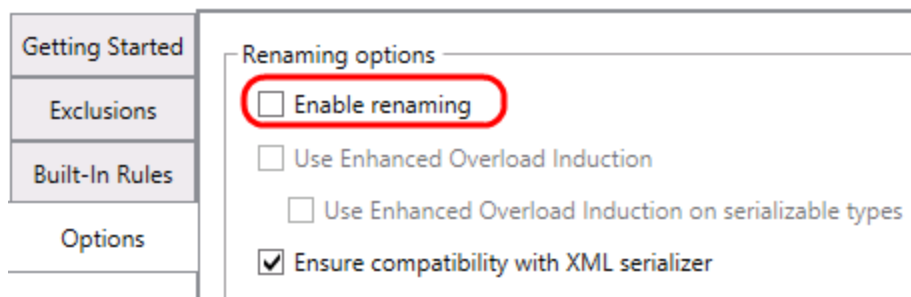 Getting Started
Exclusions
Built-In Rules
Options
Renaming options
Enable renaming
Use Enhanced Overload Induction
Use Enhanced Overload Induction on serializable types
Ensure compatibility with XML serializer